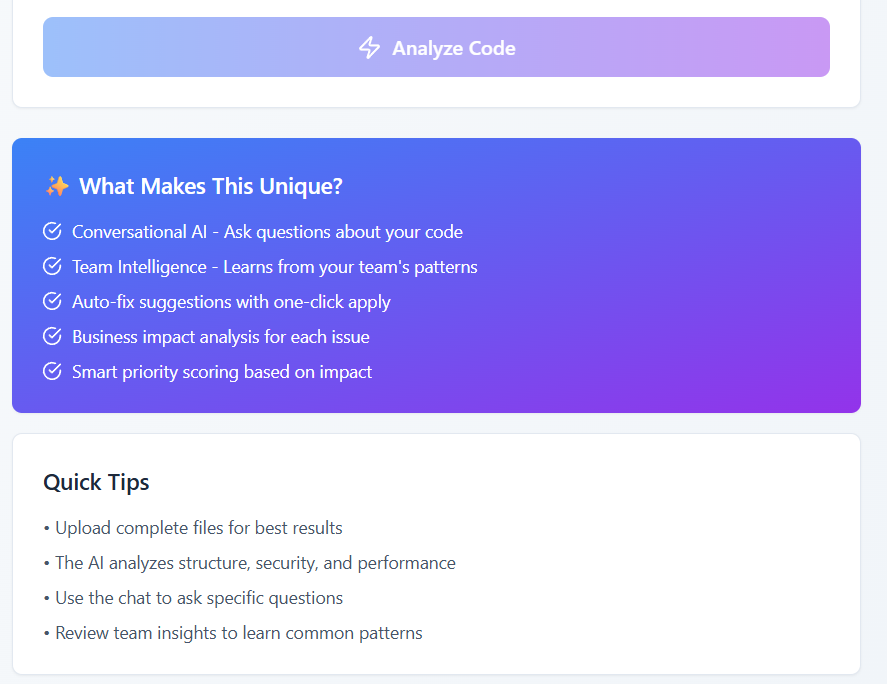 Analyze Code
✨ What Makes This Unique?
Conversational AI - Ask questions about your code
Team Intelligence - Learns from your team's patterns
Auto-fix suggestions with one-click apply
Business impact analysis for each issue
Smart priority scoring based on impact
Quick Tips
• Upload complete files for best results
• The AI analyzes structure, security, and performance
• Use the chat to ask specific questions
• Review team insights to learn common patterns